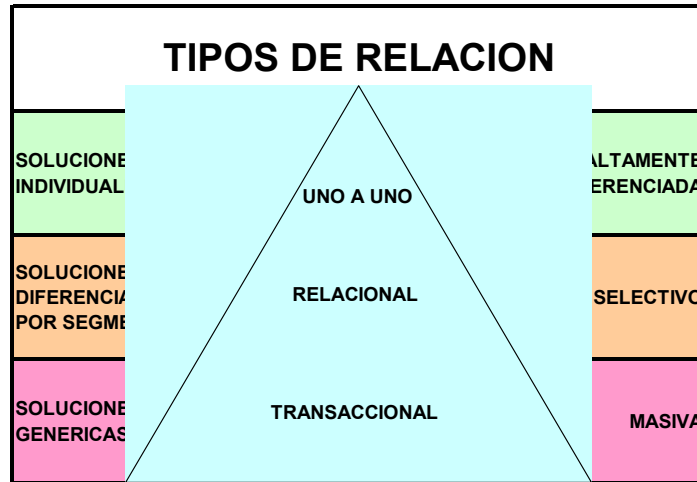 TIPOS DE RELACION
SOLUCIONE
INDIVIDUAL
UNO A UNO
ALTAMENTE
ERENCIADA
SOLUCIONE
DIFERENCIA
POR SEGME
RELACIONAL
SELECTIVO
SOLUCIONE
GENERICAS
TRANSACCIONAL
MASIVA